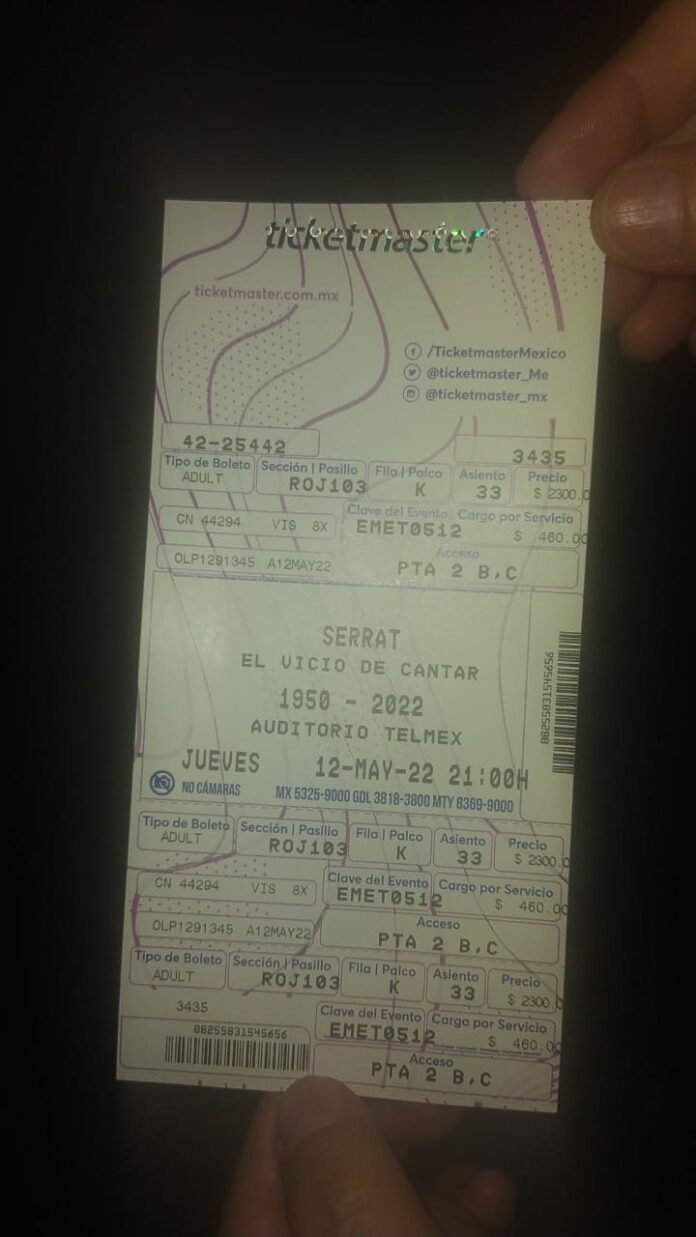 ticketmaster
ticketmaster.com.mx
/TicketmasterMexico
@ticketmaster_Me
@ticketmaster_mx
42-25442 3435
Tipo de Boleto Sección | Pasillo Fila | Palco Asiento Precio
ADULT ROJ103 K 33 $ 2300.0
Clave del Evento Cargo por Servicio
CN 44294 VIS 8X EMET0512 $ 460.00
Acceso
OLP1291345 A12MAY22 PTA 2 B,C
SERRAT
EL VICIO DE CANTAR
1950 - 2022
AUDITORIO TELMEX
JUEVES 12-MAY-22 21:00H
NO CÁMARAS MX 5325-9000 GDL 3818-3800 MTY 8369-9000
88255831545656
Tipo de Boleto Sección | Pasillo Fila | Palco Asiento Precio
ADULT ROJ103 K 33 $ 2300.0
Clave del Evento Cargo por Servicio
CN 44294 VIS 8X EMET0512 $ 460.00
Acceso
OLP1291345 A12MAY22 PTA 2 B,C
Tipo de Boleto Sección | Pasillo Fila | Palco Asiento Precio
ADULT ROJ103 K 33 $ 2300
3435 Clave del Evento Cargo por Servicio
88255831545656 EMET0512 $ 460.00
Acceso
PTA 2 B,C